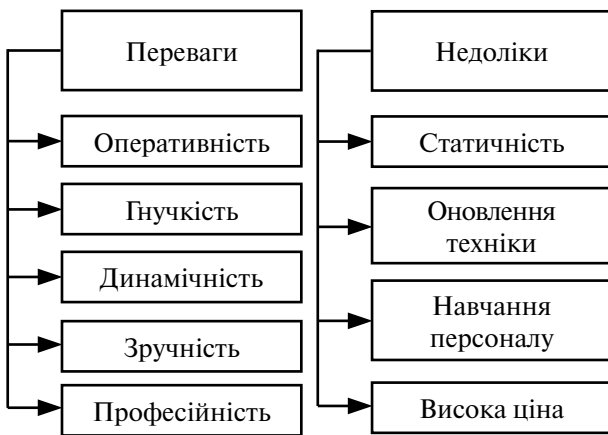 Переваги
Оперативність
Гнучкість
Динамічність
Зручність
Професійність
Недоліки
Статичність
Оновлення
техніки
Навчання
персоналу
Висока ціна